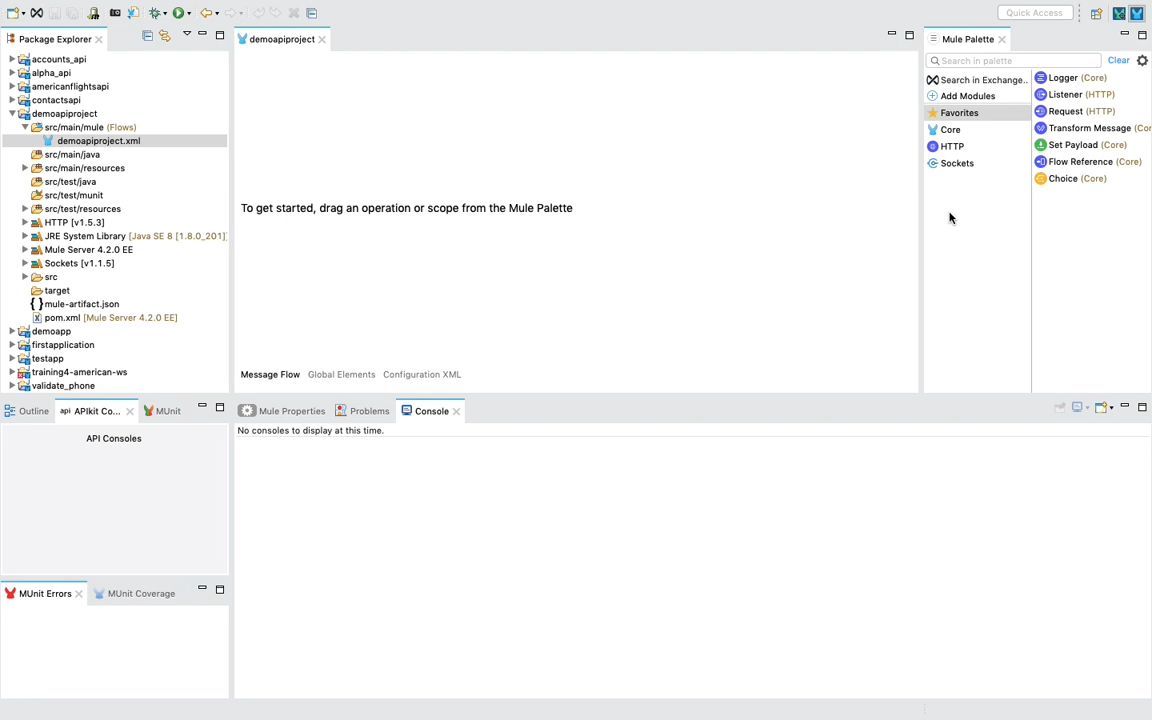 Quick Access
Package Explorer
accounts_api
alpha_api
americanflightsapi
contactsapi
demoapiproject
src/main/mule (Flows)
demoapiproject.xml
src/main/java
src/main/resources
src/test/java
src/test/munit
src/test/resources
HTTP [v1.5.3]
JRE System Library [Java SE 8 [1.8.0_201]]
Mule Server 4.2.0 EE
Sockets [v1.1.5]
src
target
mule-artifact.json
pom.xml [Mule Server 4.2.0 EE]
demoapp
firstapplication
testapp
training4-american-ws
validate_phone
demoapiproject
To get started, drag an operation or scope from the Mule Palette
Message Flow Global Elements Configuration XML
Mule Palette
Search in palette Clear
Search in Exchange..
Add Modules
Favorites
Core
HTTP
Sockets
Logger (Core)
Listener (HTTP)
Request (HTTP)
Transform Message (Cor
Set Payload (Core)
Flow Reference (Core)
Choice (Core)
Outline api APIkit Co... MUnit
API Consoles
MUnit Errors MUnit Coverage
Mule Properties Problems Console
No consoles to display at this time.